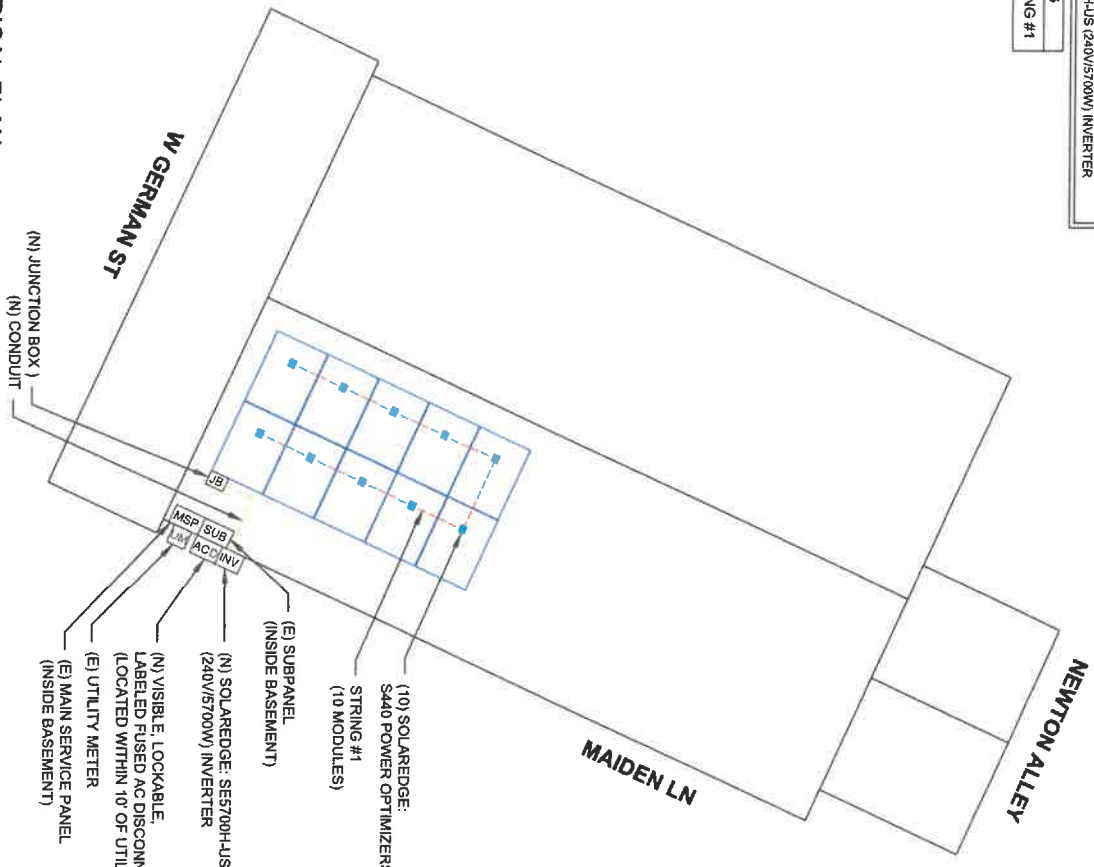 H-US (240V/5700W) INVERTER
NG #1
W GERMAN ST
NEWTON ALLEY
MAIDEN LN
(N) JUNCTION BOX )
(N) CONDUIT
JB
MSP
SUB
UM
ACD
INV
(10) SOLAREDGE:
S440 POWER OPTIMIZERS
STRING #1
(10 MODULES)
(E) SUBPANEL
(INSIDE BASEMENT)
(N) SOLAREDGE: SE5700H-US
(240V/5700W) INVERTER
(N) VISIBLE, LOCKABLE,
LABELED FUSED AC DISCONN
(LOCATED WITHIN 10' OF UTIL
(E) UTILITY METER
(E) MAIN SERVICE PANEL
(INSIDE BASEMENT)